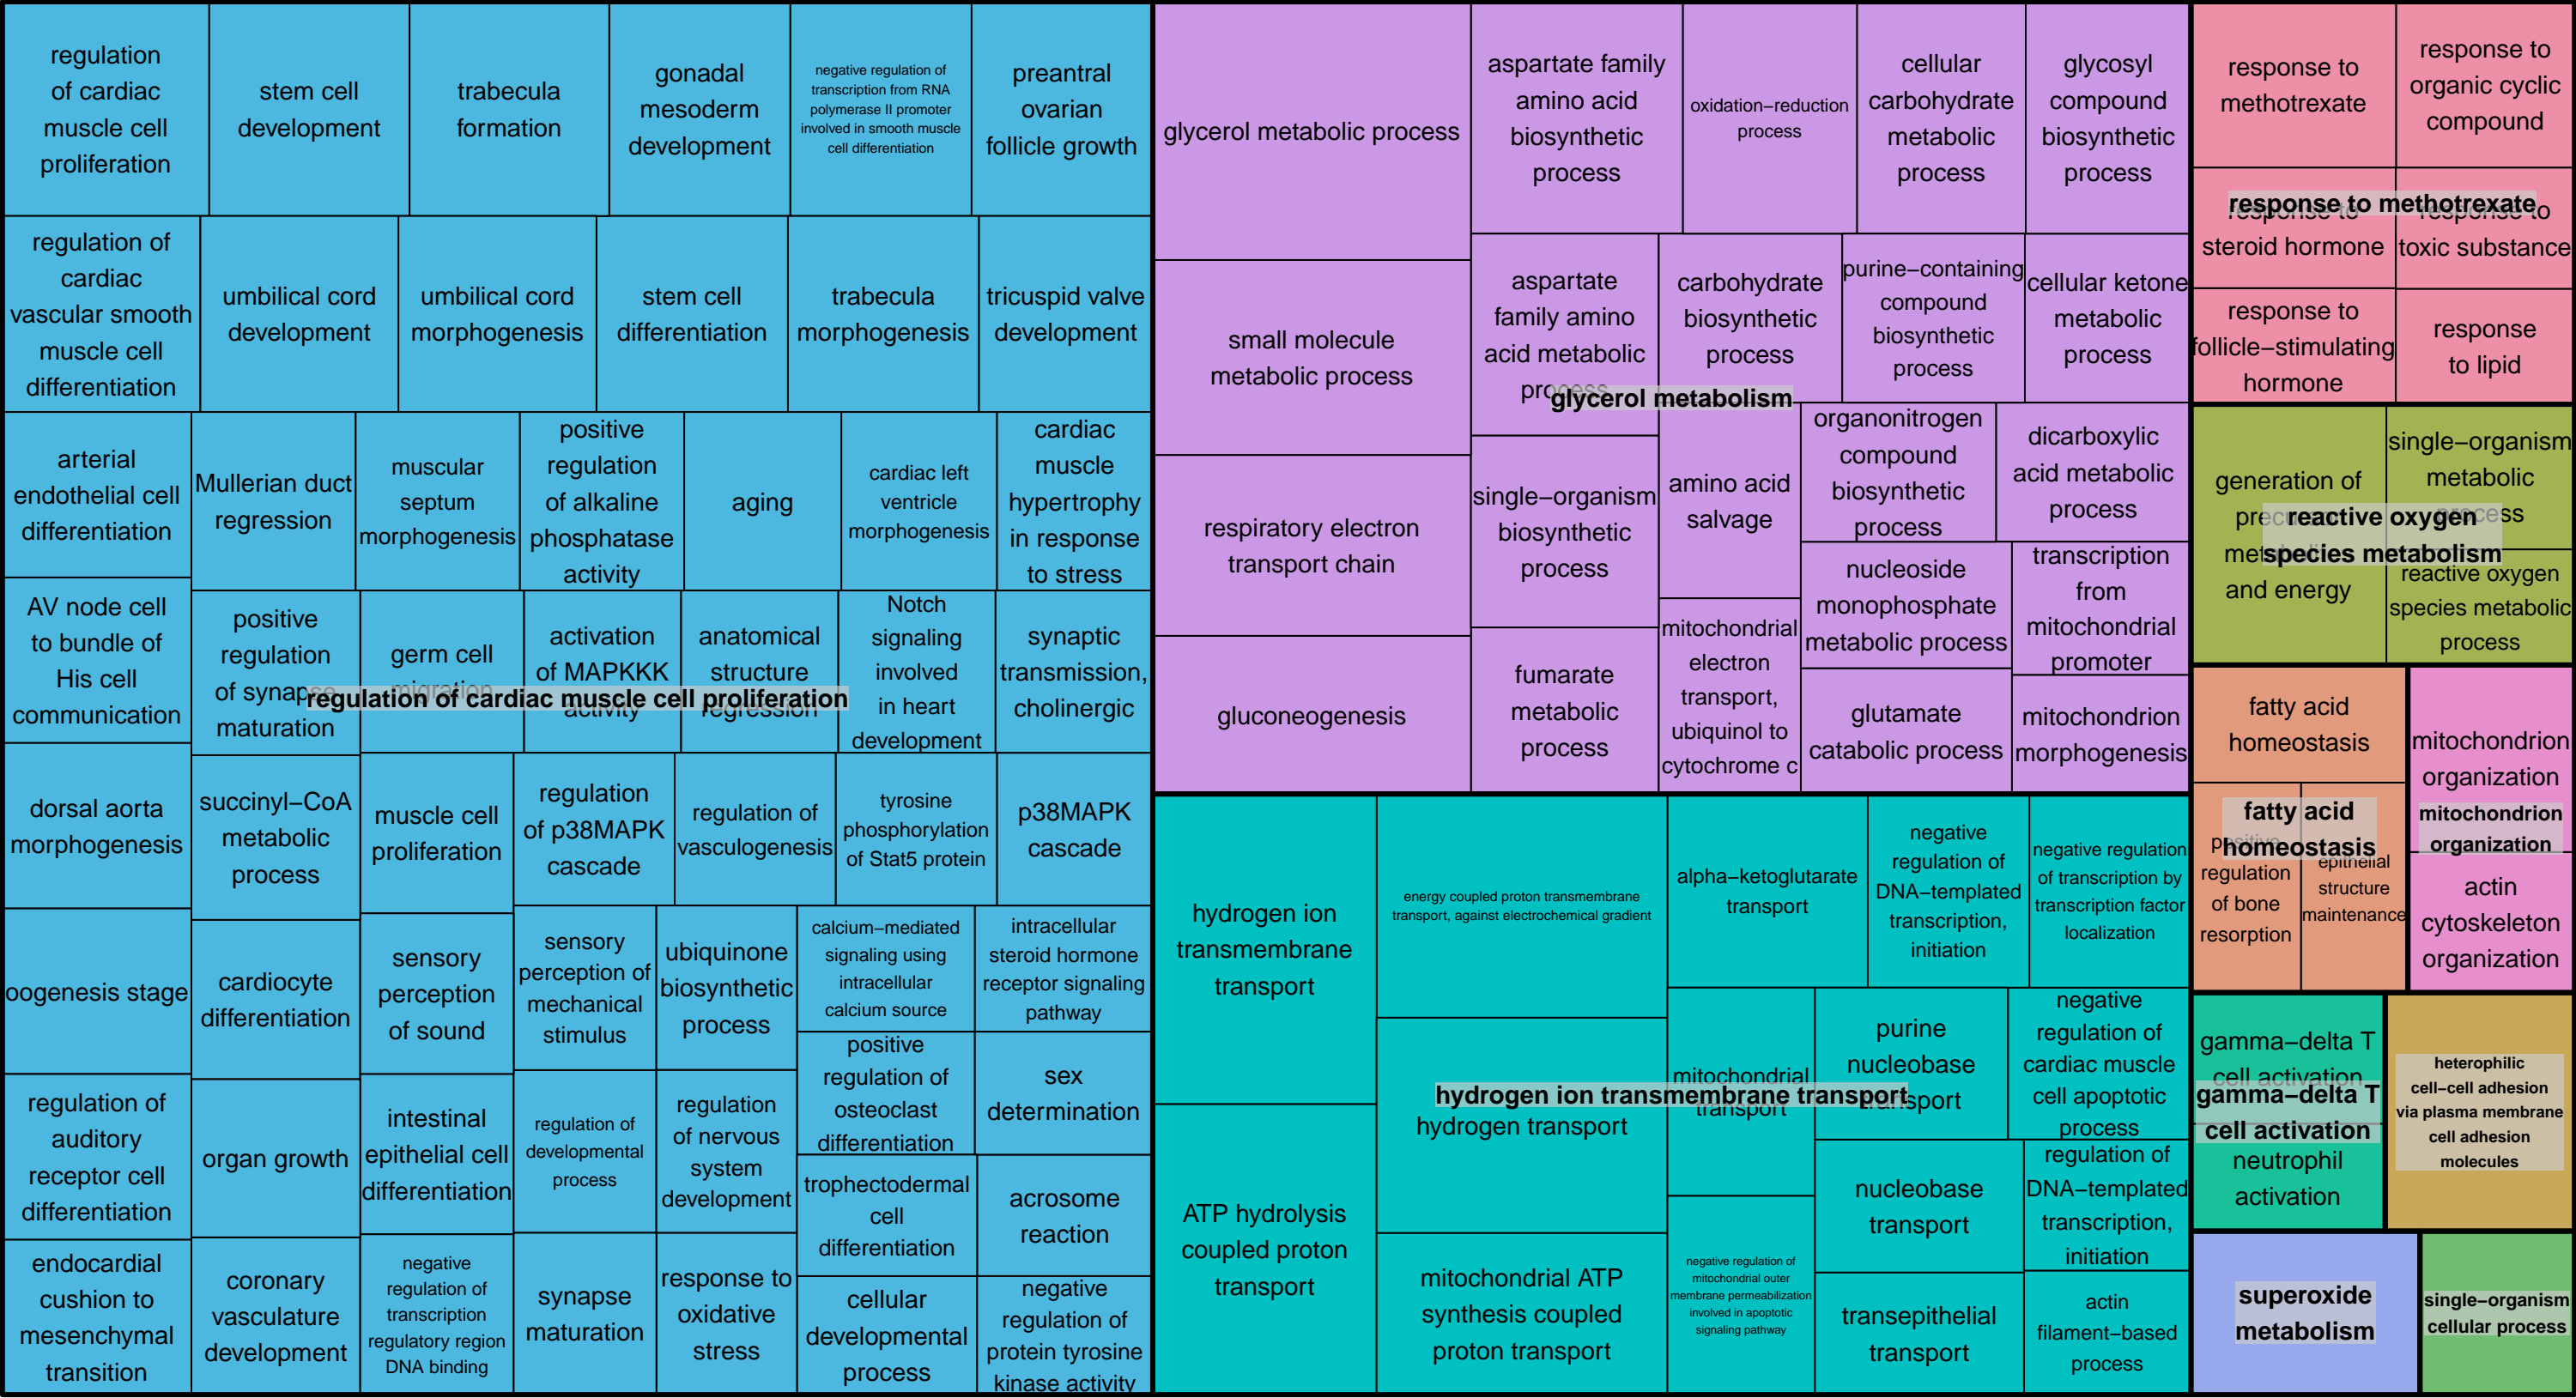 regulation
of cardiac
muscle cell
proliferation
stem cell
development
trabecula
formation
gonadal
mesoderm
development
negative regulation of
transcription from RNA
polymerase II promoter
involved in smooth muscle
cell differentiation
preantral
ovarian
follicle growth
regulation of
cardiac
vascular smooth
muscle cell
differentiation
umbilical cord
development
umbilical cord
morphogenesis
stem cell
differentiation
trabecula
morphogenesis
tricuspid valve
development
arterial
endothelial cell
differentiation
Mullerian duct
regression
muscular
septum
morphogenesis
positive
regulation
of alkaline
phosphatase
activity
aging
cardiac left
ventricle
morphogenesis
cardiac
muscle
hypertrophy
in response
to stress
AV node cell
to bundle of
His cell
communication
positive
regulation
of synapse
maturation
germ cell
migration
activation
of MAPKKK
activity
anatomical
structure
regression
Notch
signaling
involved
in heart
development
synaptic
transmission,
cholinergic
regulation of cardiac muscle cell proliferation
dorsal aorta
morphogenesis
succinyl−CoA
metabolic
process
muscle cell
proliferation
regulation
of p38MAPK
cascade
regulation of
vasculogenesis
tyrosine
phosphorylation
of Stat5 protein
p38MAPK
cascade
oogenesis stage
cardiocyte
differentiation
sensory
perception
of sound
sensory
perception of
mechanical
stimulus
ubiquinone
biosynthetic
process
calcium−mediated
signaling using
intracellular
calcium source
intracellular
steroid hormone
receptor signaling
pathway
positive
regulation of
osteoclast
differentiation
sex
determination
regulation of
auditory
receptor cell
differentiation
organ growth
intestinal
epithelial cell
differentiation
regulation of
developmental
process
regulation
of nervous
system
development
trophectodermal
cell
differentiation
acrosome
reaction
endocardial
cushion to
mesenchymal
transition
coronary
vasculature
development
negative
regulation of
transcription
regulatory region
DNA binding
synapse
maturation
response to
oxidative
stress
cellular
developmental
process
negative
regulation of
protein tyrosine
kinase activity
glycerol metabolic process
aspartate family
amino acid
biosynthetic
process
oxidation−reduction
process
cellular
carbohydrate
metabolic
process
glycosyl
compound
biosynthetic
process
small molecule
metabolic process
aspartate
family amino
acid metabolic
process
carbohydrate
biosynthetic
process
purine−containing
compound
biosynthetic
process
cellular ketone
metabolic
process
glycerol metabolism
respiratory electron
transport chain
single−organism
biosynthetic
process
amino acid
salvage
organonitrogen
compound
biosynthetic
process
dicarboxylic
acid metabolic
process
nucleoside
monophosphate
metabolic process
transcription
from
mitochondrial
promoter
gluconeogenesis
fumarate
metabolic
process
mitochondrial
electron
transport,
ubiquinol to
cytochrome c
glutamate
catabolic process
mitochondrion
morphogenesis
hydrogen ion
transmembrane
transport
energy coupled proton transmembrane
transport, against electrochemical gradient
alpha−ketoglutarate
transport
negative
regulation of
DNA−templated
transcription,
initiation
negative regulation
of transcription by
transcription factor
localization
hydrogen transport
mitochondrial
transport
purine
nucleobase
transport
negative
regulation of
cardiac muscle
cell apoptotic
process
hydrogen ion transmembrane transport
ATP hydrolysis
coupled proton
transport
mitochondrial ATP
synthesis coupled
proton transport
negative regulation of
mitochondrial outer
membrane permeabilization
involved in apoptotic
signaling pathway
nucleobase
transport
regulation of
DNA−templated
transcription,
initiation
transepithelial
transport
actin
filament−based
process
response to
methotrexate
response to
organic cyclic
compound
response to methotrexate
response to
steroid hormone
response to
toxic substance
response to
follicle−stimulating
hormone
response
to lipid
generation of
precursor
metabolites
and energy
single−organism
metabolic
process
reactive oxygen
species metabolism
reactive oxygen
species metabolic
process
fatty acid
homeostasis
fatty acid
homeostasis
positive
regulation
of bone
resorption
epithelial
structure
maintenance
mitochondrion
organization
mitochondrion
organization
actin
cytoskeleton
organization
gamma−delta T
cell activation
gamma−delta T
cell activation
neutrophil
activation
heterophilic
cell−cell adhesion
via plasma membrane
cell adhesion
molecules
superoxide
metabolism
single−organism
cellular process